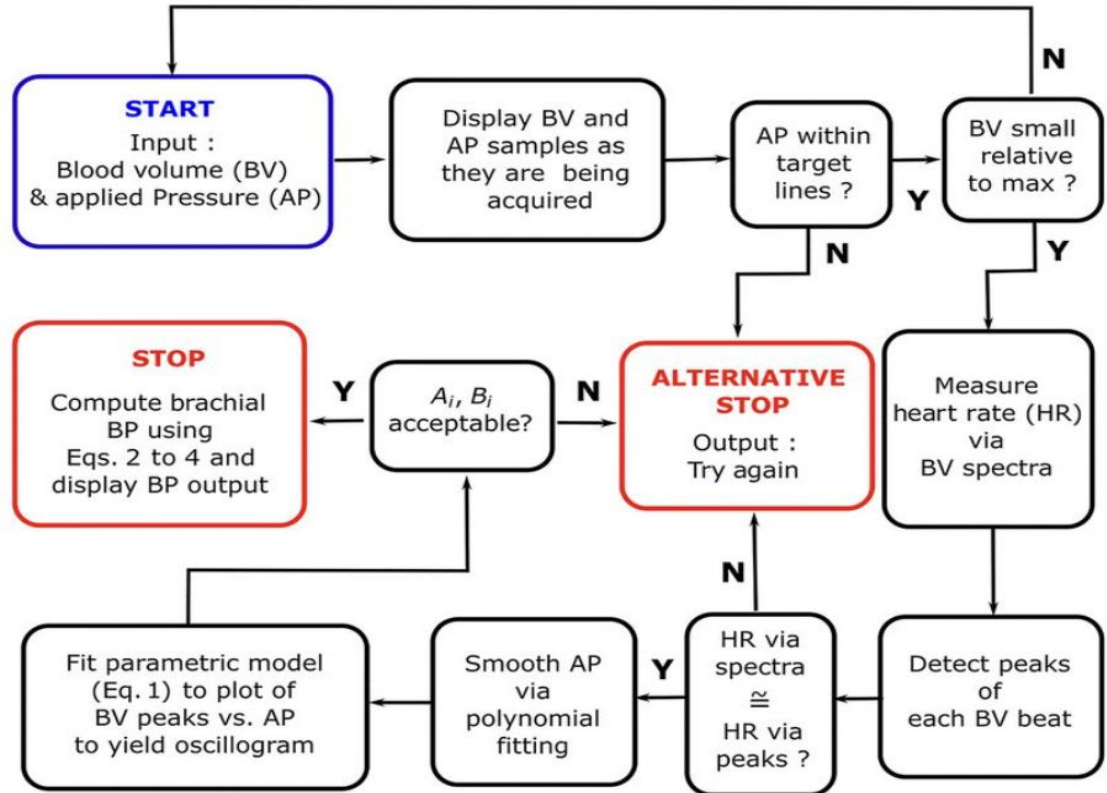 START
Input :
Blood volume (BV)
& applied Pressure (AP)
Display BV and
AP samples as
they are being
acquired
AP within
target
lines ?
Y
N
BV small
relative
to max ?
N
Y
Measure
heart rate (HR)
via
BV spectra
Detect peaks
of
each BV beat
HR via
spectra
≅
HR via
peaks ?
N
Y
Smooth AP
via
polynomial
fitting
Fit parametric model
(Eq. 1) to plot of
BV peaks vs. AP
to yield oscillogram
Aᵢ, Bᵢ
acceptable?
Y
N
STOP
Compute brachial
BP using
Eqs. 2 to 4 and
display BP output
ALTERNATIVE
STOP
Output :
Try again